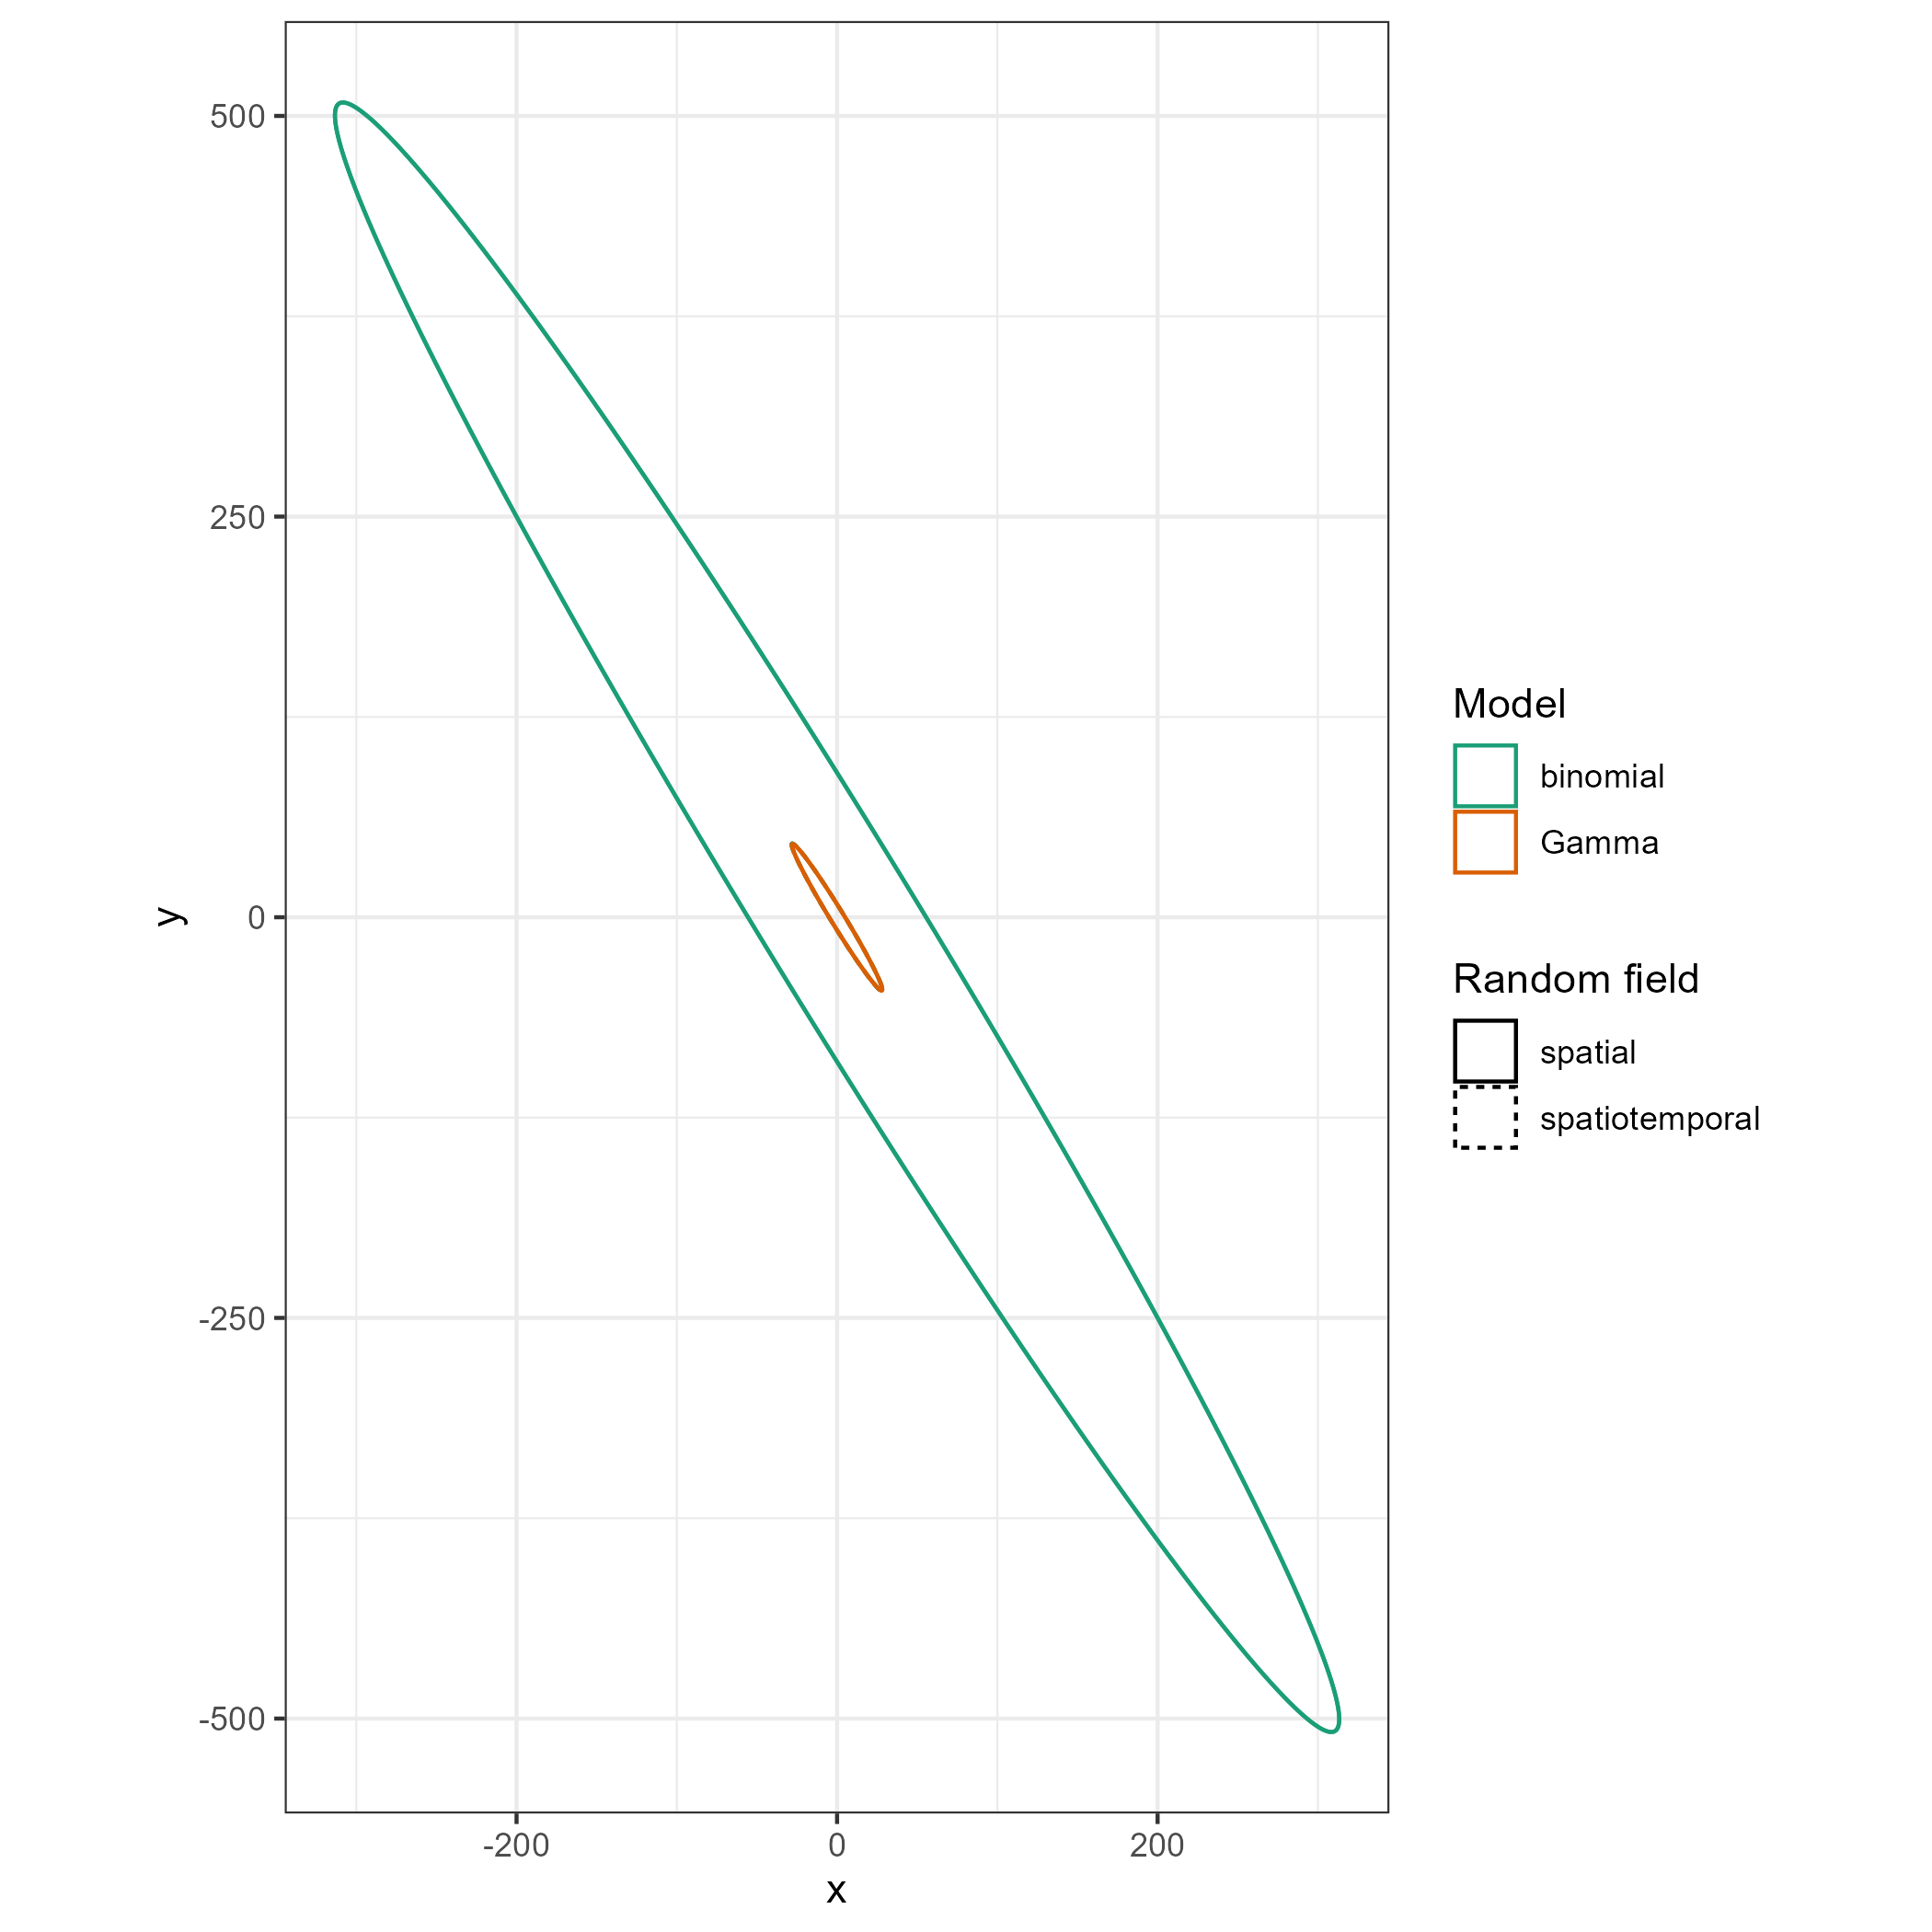 500
250
0
-250
-500
y
-200
0
200
x
Model
binomial
Gamma
Random field
spatial
spatiotemporal